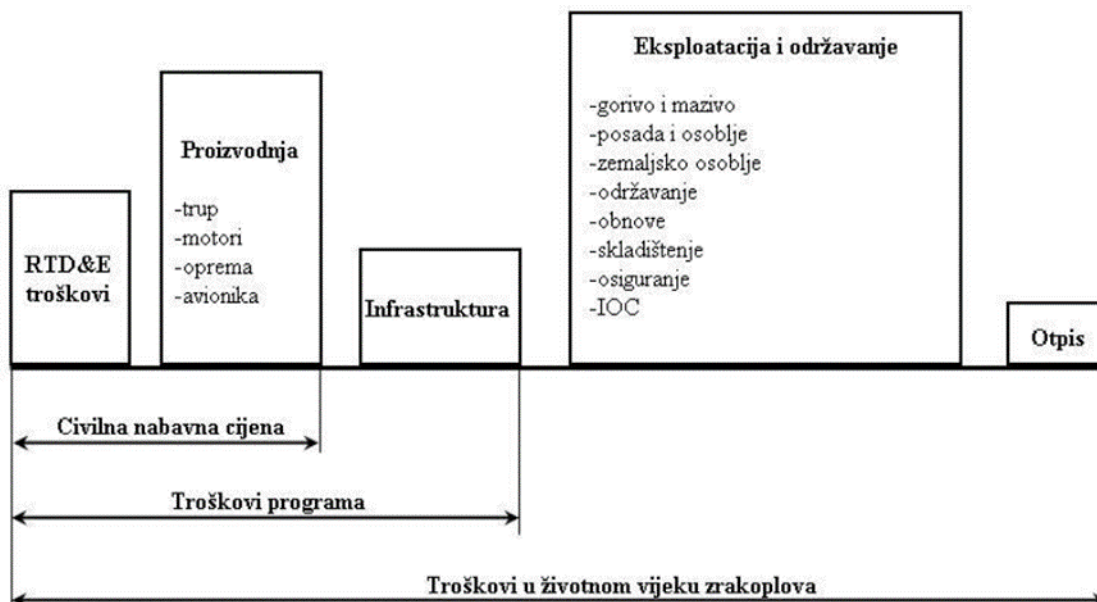 RTD&E
troškovi
Proizvodnja
-trup
-motori
-oprema
-avionika
Infrastruktura
Eksploatacija i održavanje
-gorivo i mazivo
-posada i osoblje
-zemaljsko osoblje
-održavanje
-obnove
-skladištenje
-osiguranje
-IOC
Otpis
Civilna nabavna cijena
Troškovi programa
Troškovi u životnom vijeku zrakoplova